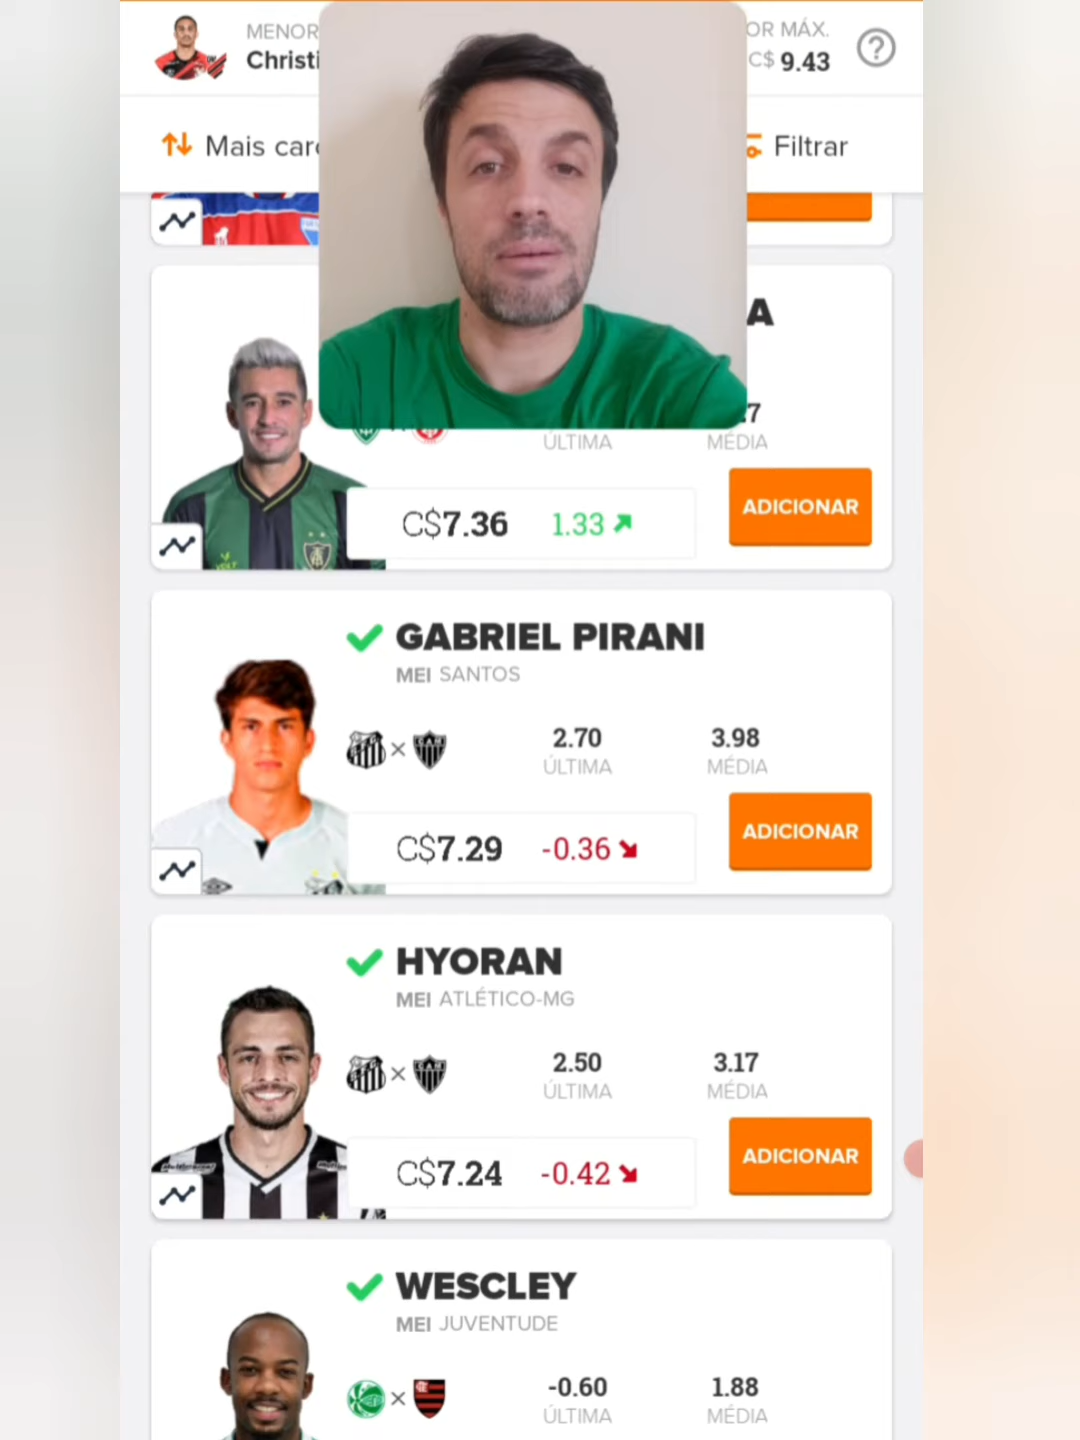 MENOR
Christi
OR MÁX.
C$ 9.43
?
Mais car
Filtrar
A
.7
ÚLTIMA
MÉDIA
C$7.36
1.33
ADICIONAR
GABRIEL PIRANI
MEI SANTOS
2.70
3.98
ÚLTIMA
MÉDIA
C$7.29
-0.36
ADICIONAR
HYORAN
MEI ATLÉTICO-MG
2.50
3.17
ÚLTIMA
MÉDIA
C$7.24
-0.42
ADICIONAR
WESCLEY
MEI JUVENTUDE
-0.60
1.88
ÚLTIMA
MÉDIA